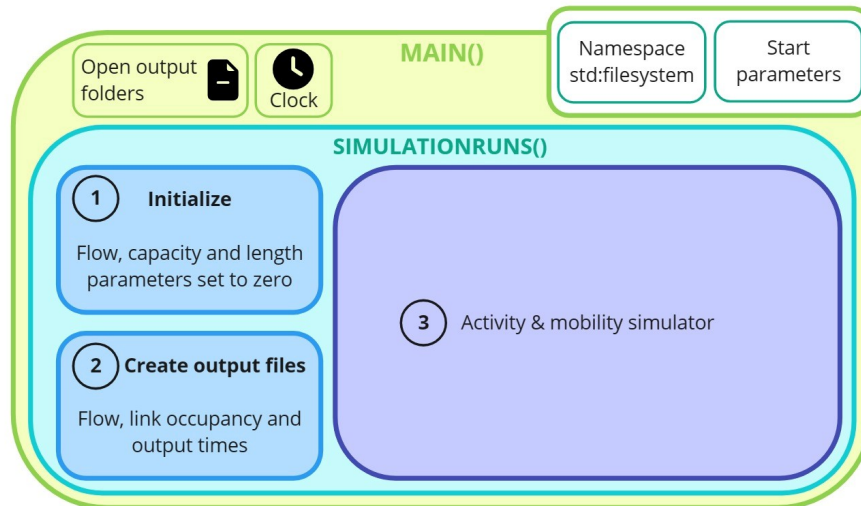 MAIN()
Open output
folders
Clock
Namespace
std:filesystem
Start
parameters
SIMULATIONRUNS()
1 Initialize
Flow, capacity and length
parameters set to zero
2 Create output files
Flow, link occupancy and
output times
3 Activity & mobility simulator